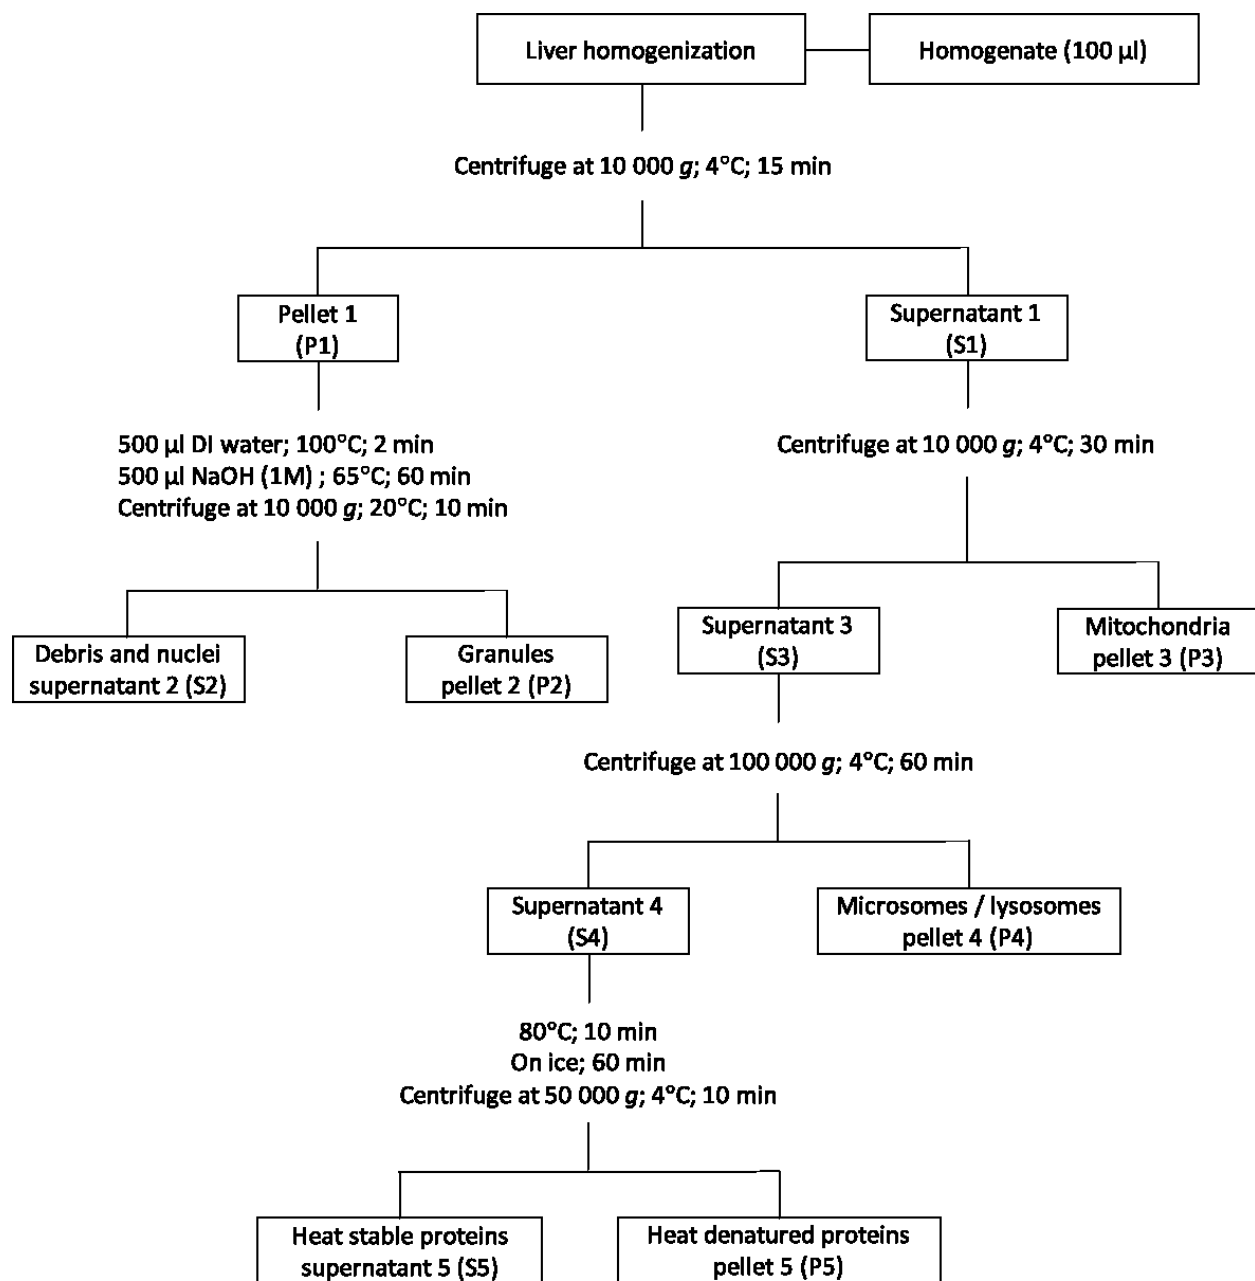 Liver homogenization
Homogenate (100 µl)
Centrifuge at 10 000 g; 4°C; 15 min
Pellet 1
(P1)
Supernatant 1
(S1)
500 µl DI water; 100°C; 2 min
500 µl NaOH (1M) ; 65°C; 60 min
Centrifuge at 10 000 g; 20°C; 10 min
Centrifuge at 10 000 g; 4°C; 30 min
Debris and nuclei
supernatant 2 (S2)
Granules
pellet 2 (P2)
Supernatant 3
(S3)
Mitochondria
pellet 3 (P3)
Centrifuge at 100 000 g; 4°C; 60 min
Supernatant 4
(S4)
Microsomes / lysosomes
pellet 4 (P4)
80°C; 10 min
On ice; 60 min
Centrifuge at 50 000 g; 4°C; 10 min
Heat stable proteins
supernatant 5 (S5)
Heat denatured proteins
pellet 5 (P5)